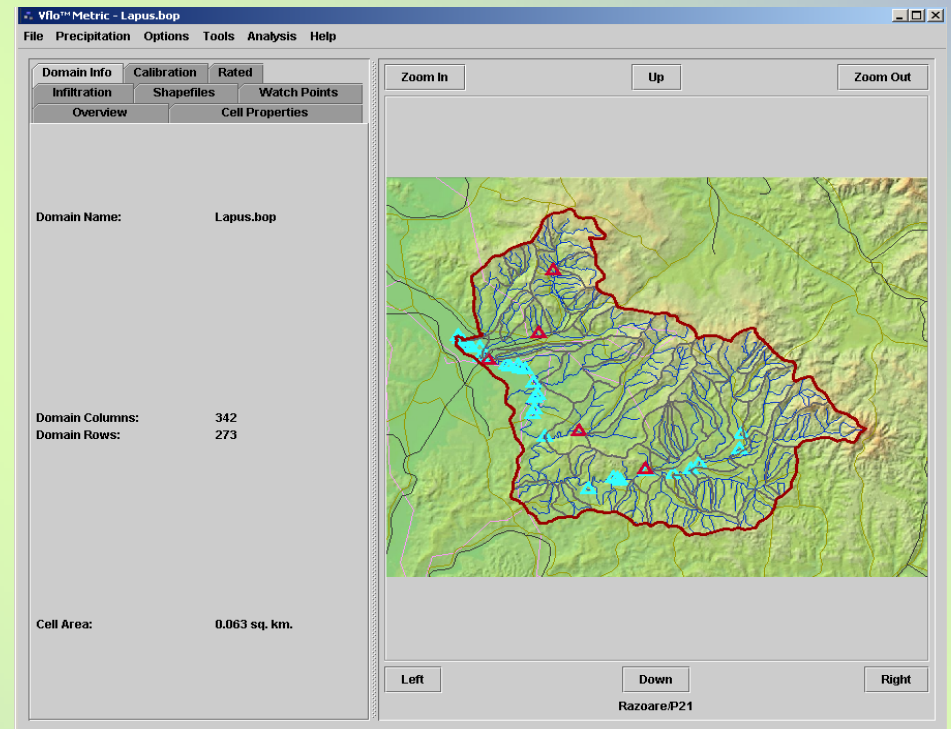 Vflo™ Metric - Lapus.bop
File Precipitation Options Tools Analysis Help
Domain Info Calibration Rated
Infiltration Shapefiles Watch Points
Overview Cell Properties
Domain Name: Lapus.bop
Domain Columns: 342
Domain Rows: 273
Cell Area: 0.063 sq. km.
Zoom In Up Zoom Out
Left Down Right
Razoare/P21